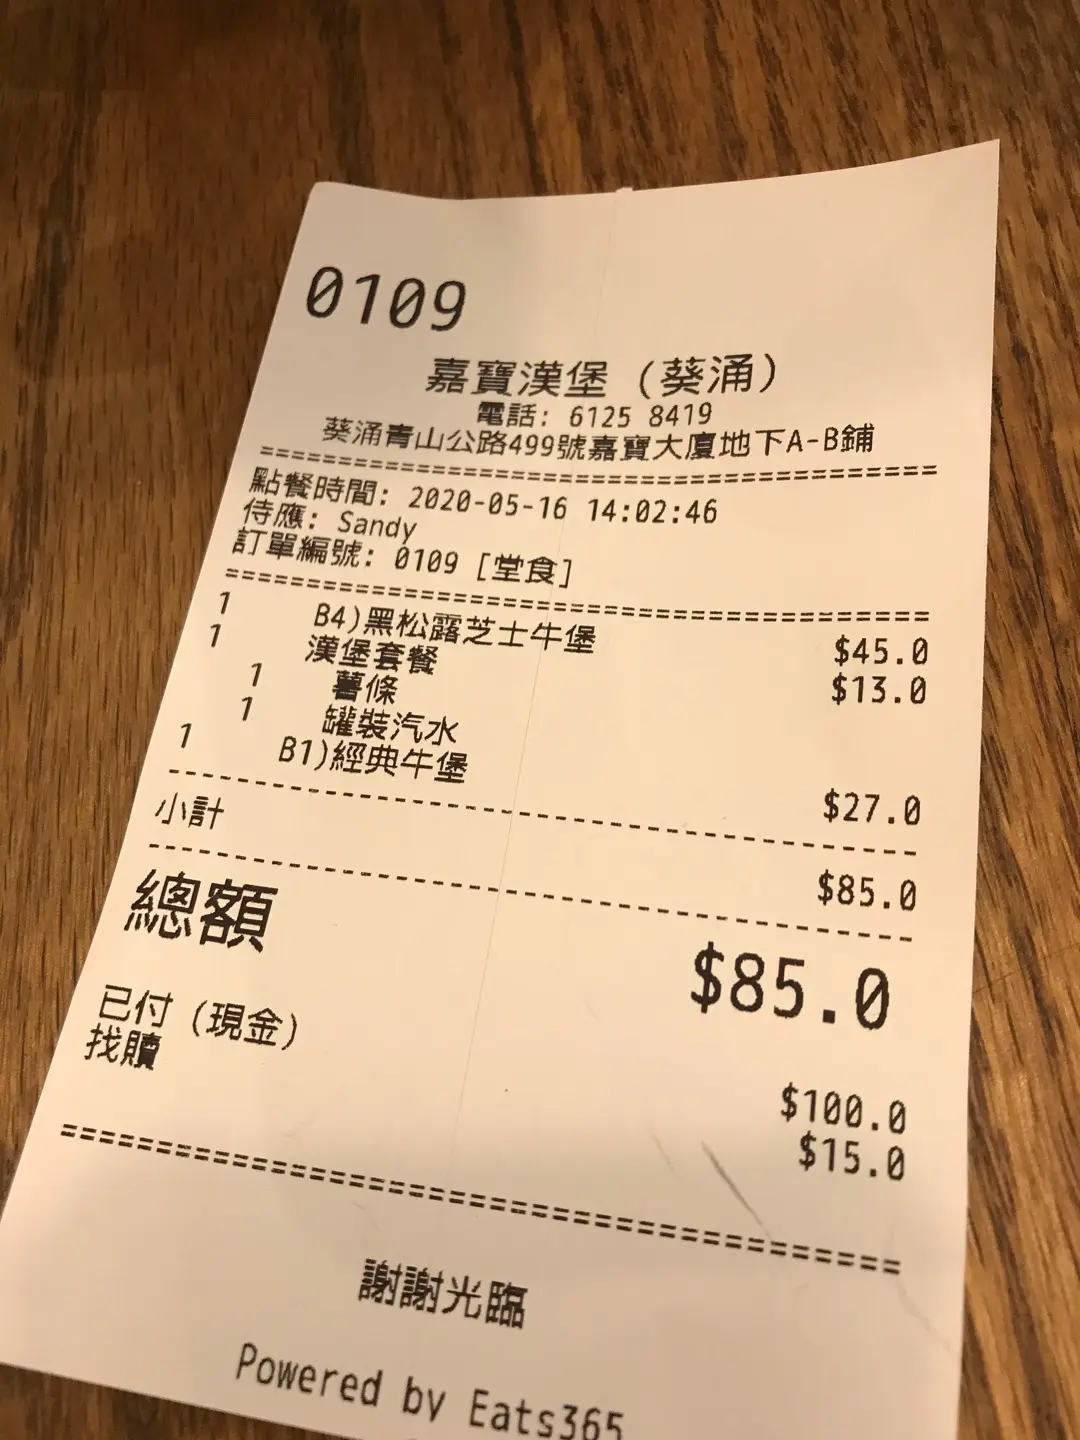 0109
嘉寶漢堡 (葵涌)
電話: 6125 8419
葵涌青山公路499號嘉寶大廈地下A-B鋪
========================================
點餐時間: 2020-05-16 14:02:46
侍應: Sandy
訂單編號: 0109 [堂食]
========================================
1 B4)黑松露芝士牛堡 $45.0
1 漢堡套餐 $13.0
1 薯條
1 罐裝汽水
1 B1)經典牛堡 $27.0
----------------------------------------
小計 $85.0
----------------------------------------
總額 $85.0
已付 (現金) $100.0
找贖 $15.0
========================================
謝謝光臨
Powered by Eats365